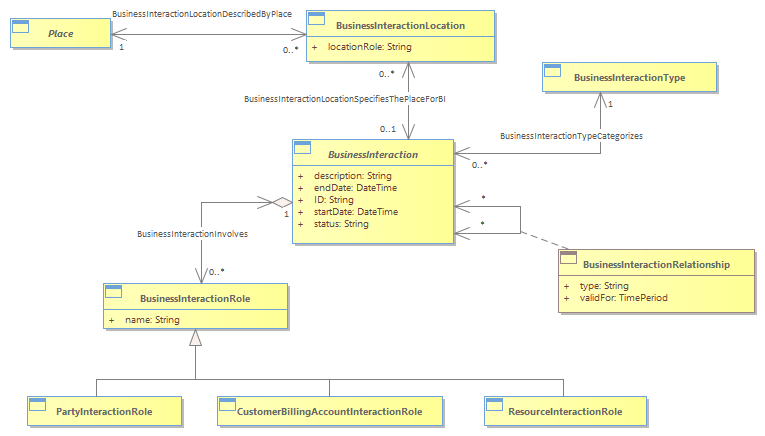 BusinessInteractionLocationDescribedByPlace
Place
1
0..*
BusinessInteractionLocation
+ locationRole: String
0..*
BusinessInteractionLocationSpecifiesThePlaceForBI
0..1
BusinessInteractionType
1
BusinessInteractionTypeCategorizes
0..*
BusinessInteraction
+ description: String
+ endDate: DateTime
+ ID: String
+ startDate: DateTime
+ status: String
*
*
1
BusinessInteractionInvolves
0..*
BusinessInteractionRelationship
+ type: String
+ validFor: TimePeriod
BusinessInteractionRole
+ name: String
PartyInteractionRole
CustomerBillingAccountInteractionRole
ResourceInteractionRole